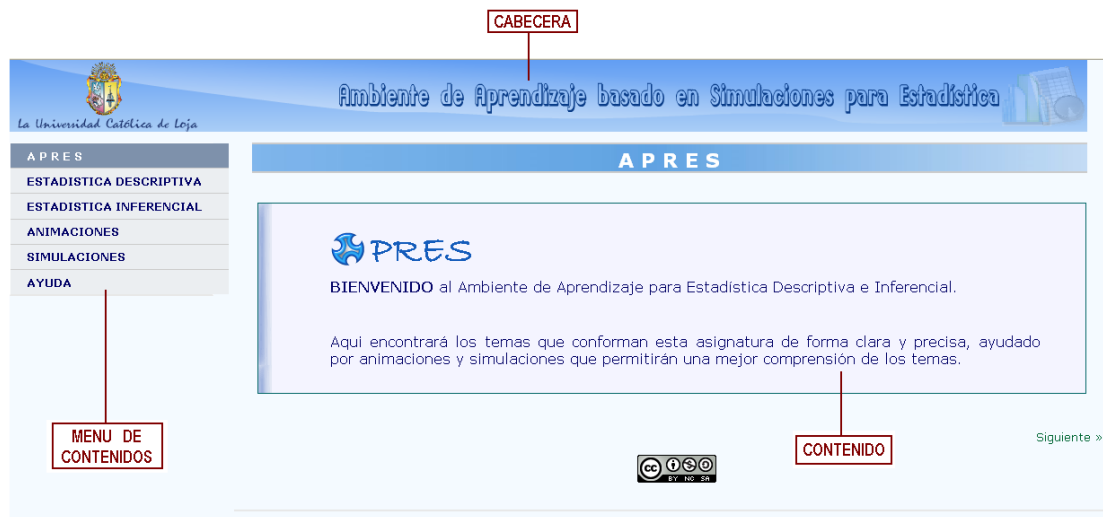 CABECERA
Ambiente de Aprendizaje basado en Simulaciones para Estadística
La Universidad Católica de Loja
APRES
APRES
ESTADISTICA DESCRIPTIVA
ESTADISTICA INFERENCIAL
ANIMACIONES
SIMULACIONES
AYUDA
PRES
BIENVENIDO al Ambiente de Aprendizaje para Estadística Descriptiva e Inferencial.
Aqui encontrará los temas que conforman esta asignatura de forma clara y precisa, ayudado
por animaciones y simulaciones que permitirán una mejor comprensión de los temas.
MENU DE
CONTENIDOS
CONTENIDO
Siguiente »
cc
BY NC SA